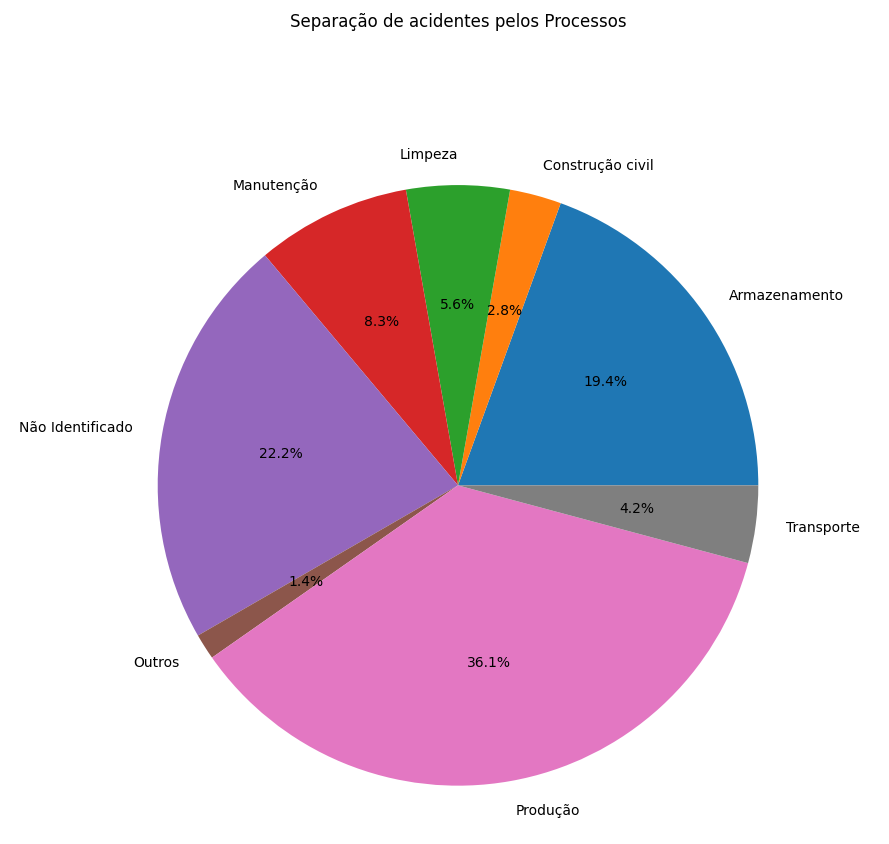 Separação de acidentes pelos Processos
Limpeza
Construção civil
Manutenção
Armazenamento
5.6%
2.8%
8.3%
19.4%
Não Identificado
22.2%
4.2%
Transporte
1.4%
Outros
36.1%
Produção